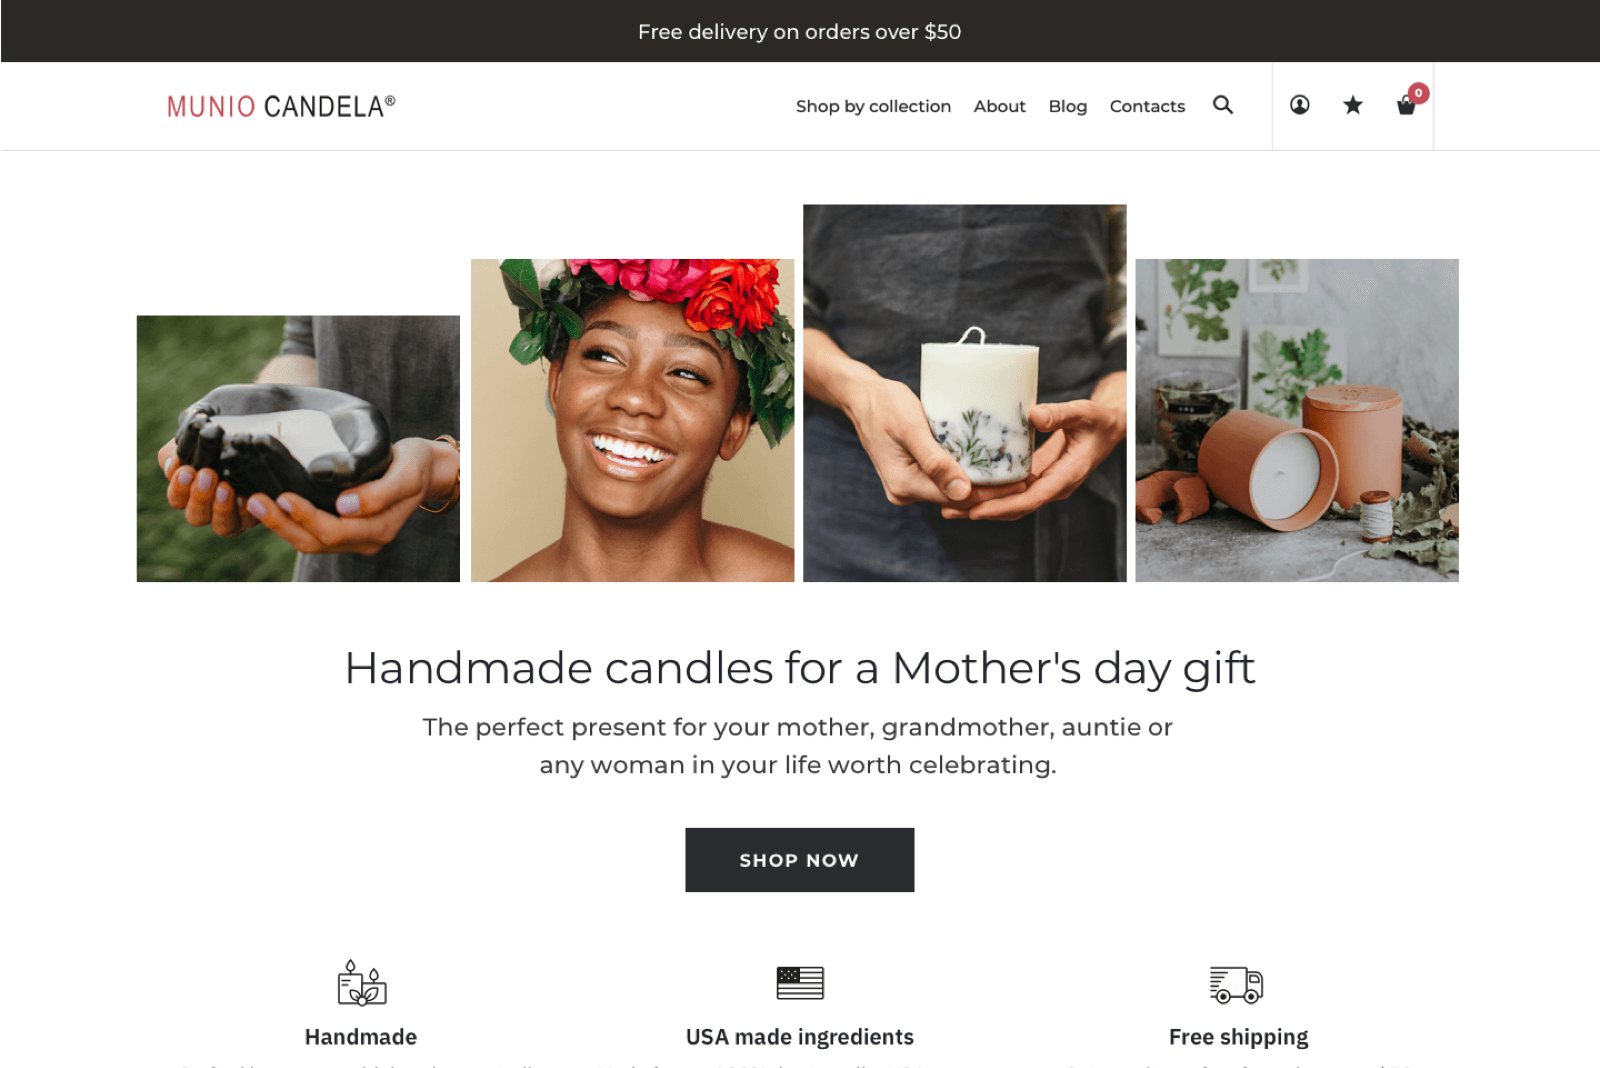 Free delivery on orders over $50
MUNIO CANDELA®
Shop by collection About Blog Contacts
0
Handmade candles for a Mother's day gift
The perfect present for your mother, grandmother, auntie or
any woman in your life worth celebrating.
SHOP NOW
Handmade
USA made ingredients
Free shipping